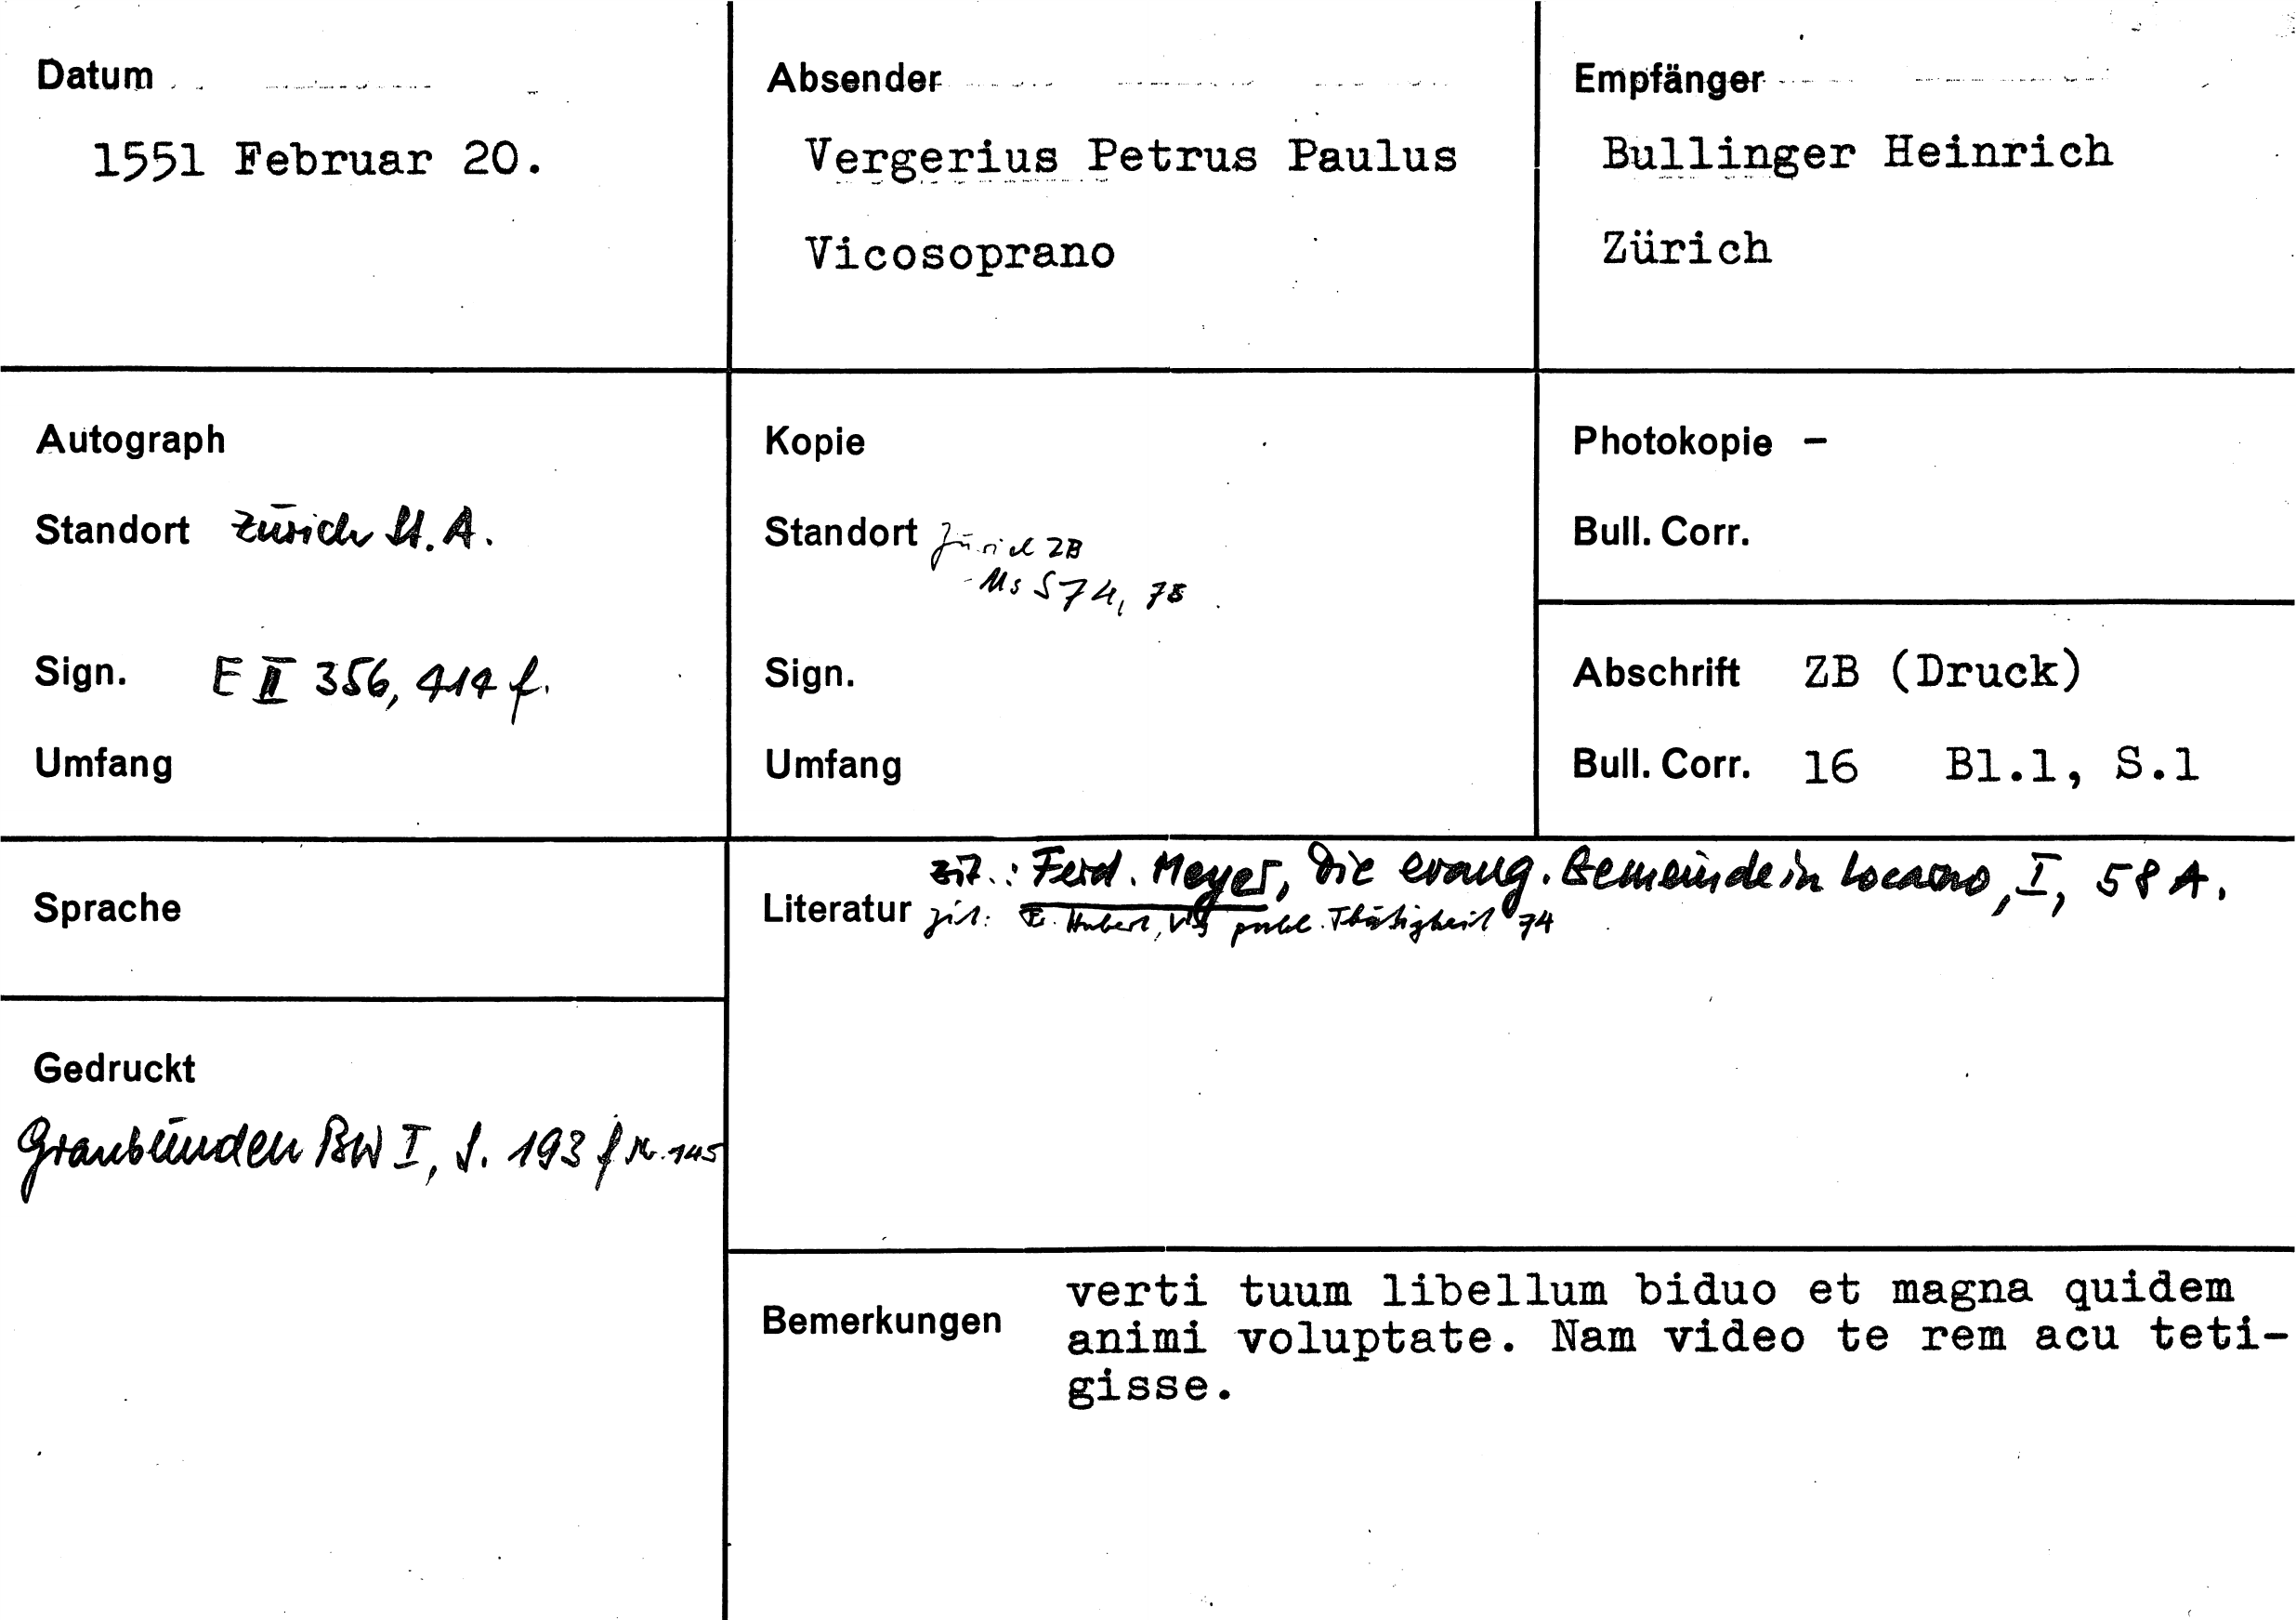 Datum
1551 Februar 20.
Absender
Vergerius Petrus Paulus
Vicosoprano
Empfänger
Bullinger Heinrich
Zürich
Autograph
Standort Zürich St. A.
Sign. E II 356, 414 f.
Umfang
Kopie
Standort Zürich ZB
Ms S 74, 78
Sign.
Umfang
Photokopie –
Bull. Corr.
Abschrift ZB (Druck)
Bull. Corr. 16 Bl.1, S.1
Sprache
Gedruckt
Graubünden BW I, S. 193 f Nr. 145
zit.: Ferd. Meyer, Die evang. Gemeinde in Locarno, I, 58 A.
Literatur zit: Hubert, publ. Thätigkeit 74
Bemerkungen
verti tuum libellum biduo et magna quidem
animi voluptate. Nam video te rem acu teti-
gisse.